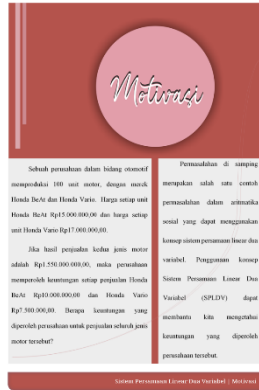 Motivasi
Sebuah perusahaan dalam bidang otomotif
memproduksi 100 unit motor, dengan merek
Honda BeAt dan Honda Vario. Harga setiap unit
Honda BeAt Rp15.000.000,00 dan harga setiap
unit Honda Vario Rp17.000.000,00.
Jika hasil penjualan kedua jenis motor
adalah Rp1.550.000.000,00, maka perusahaan
memperoleh keuntungan setiap penjualan Honda
BeAt Rp10.000.000,00 dan Honda Vario
Rp7.500.000,00. Berapa keuntungan yang
diperoleh perusahaan untuk penjualan seluruh jenis
motor tersebut?
Permasalahan di samping
merupakan salah satu contoh
permasalahan dalam aritmatika
sosial yang dapat menggunakan
konsep sistem persamaan linear dua
variabel. Penggunaan konsep
Sistem Persamaan Linear Dua
Variabel (SPLDV) dapat
membantu kita mengetahui
keuntungan yang diperoleh
perusahaan tersebut.
Sistem Persamaan Linear Dua Variabel | Motivasi